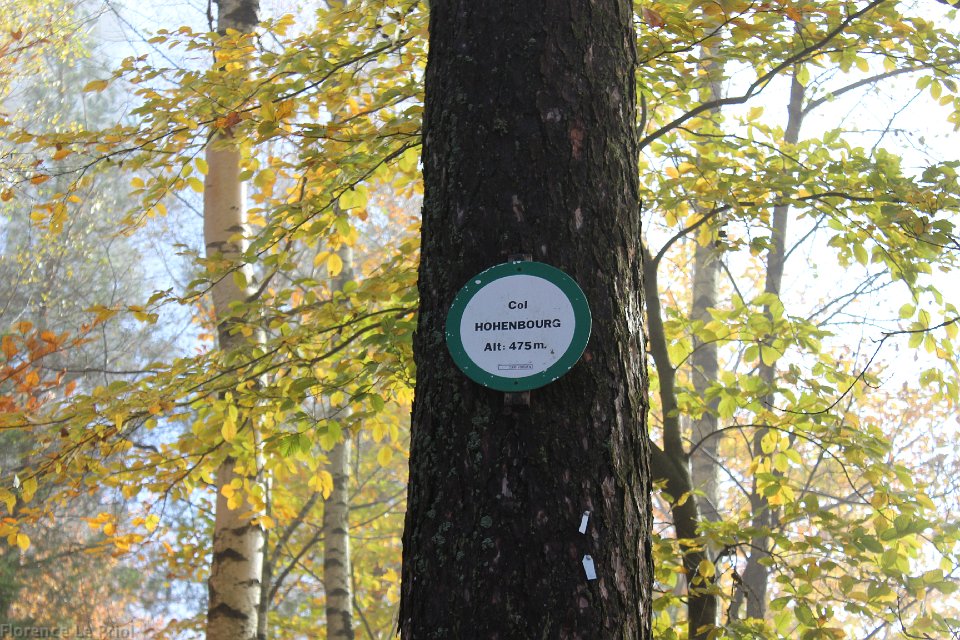 Col
HOHENBOURG
Alt: 475 m.
Florence Le Priol